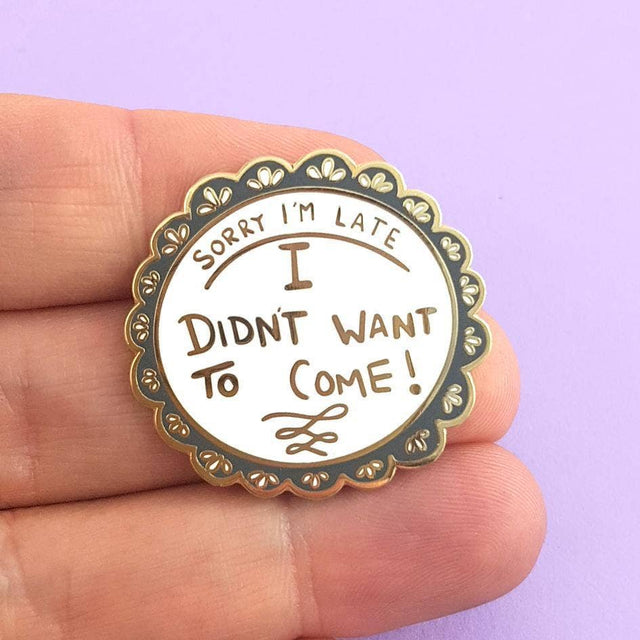 SORRY I'M LATE
I
DIDN'T WANT
TO COME!